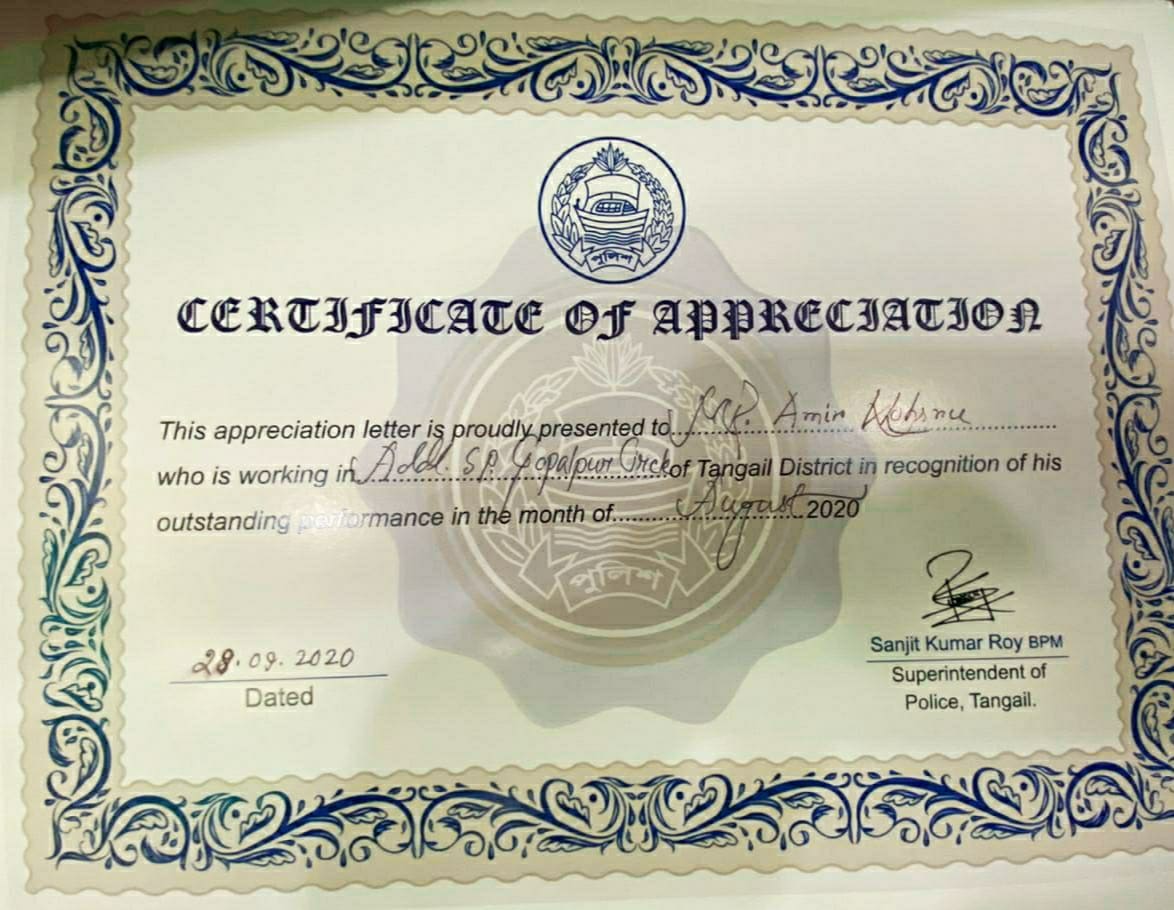 পুলিশ
CERTIFICATE OF APPRECIATION
This appreciation letter is proudly presented to Mr. Amin
who is working in Addl. S.P. Gopalpur Circle of Tangail District in recognition of his
outstanding performance in the month of August 2020
পুলিশ
28.09.2020
Dated
Sanjit Kumar Roy BPM
Superintendent of
Police, Tangail.